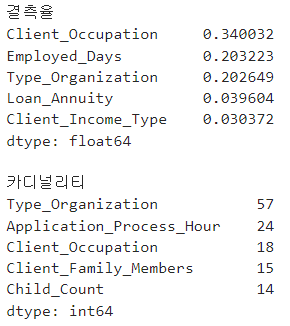 결측율
Client_Occupation 0.340032
Employed_Days 0.203223
Type_Organization 0.202649
Loan_Annuity 0.039604
Client_Income_Type 0.030372
dtype: float64
카디널리티
Type_Organization 57
Application_Process_Hour 24
Client_Occupation 18
Client_Family_Members 15
Child_Count 14
dtype: int64